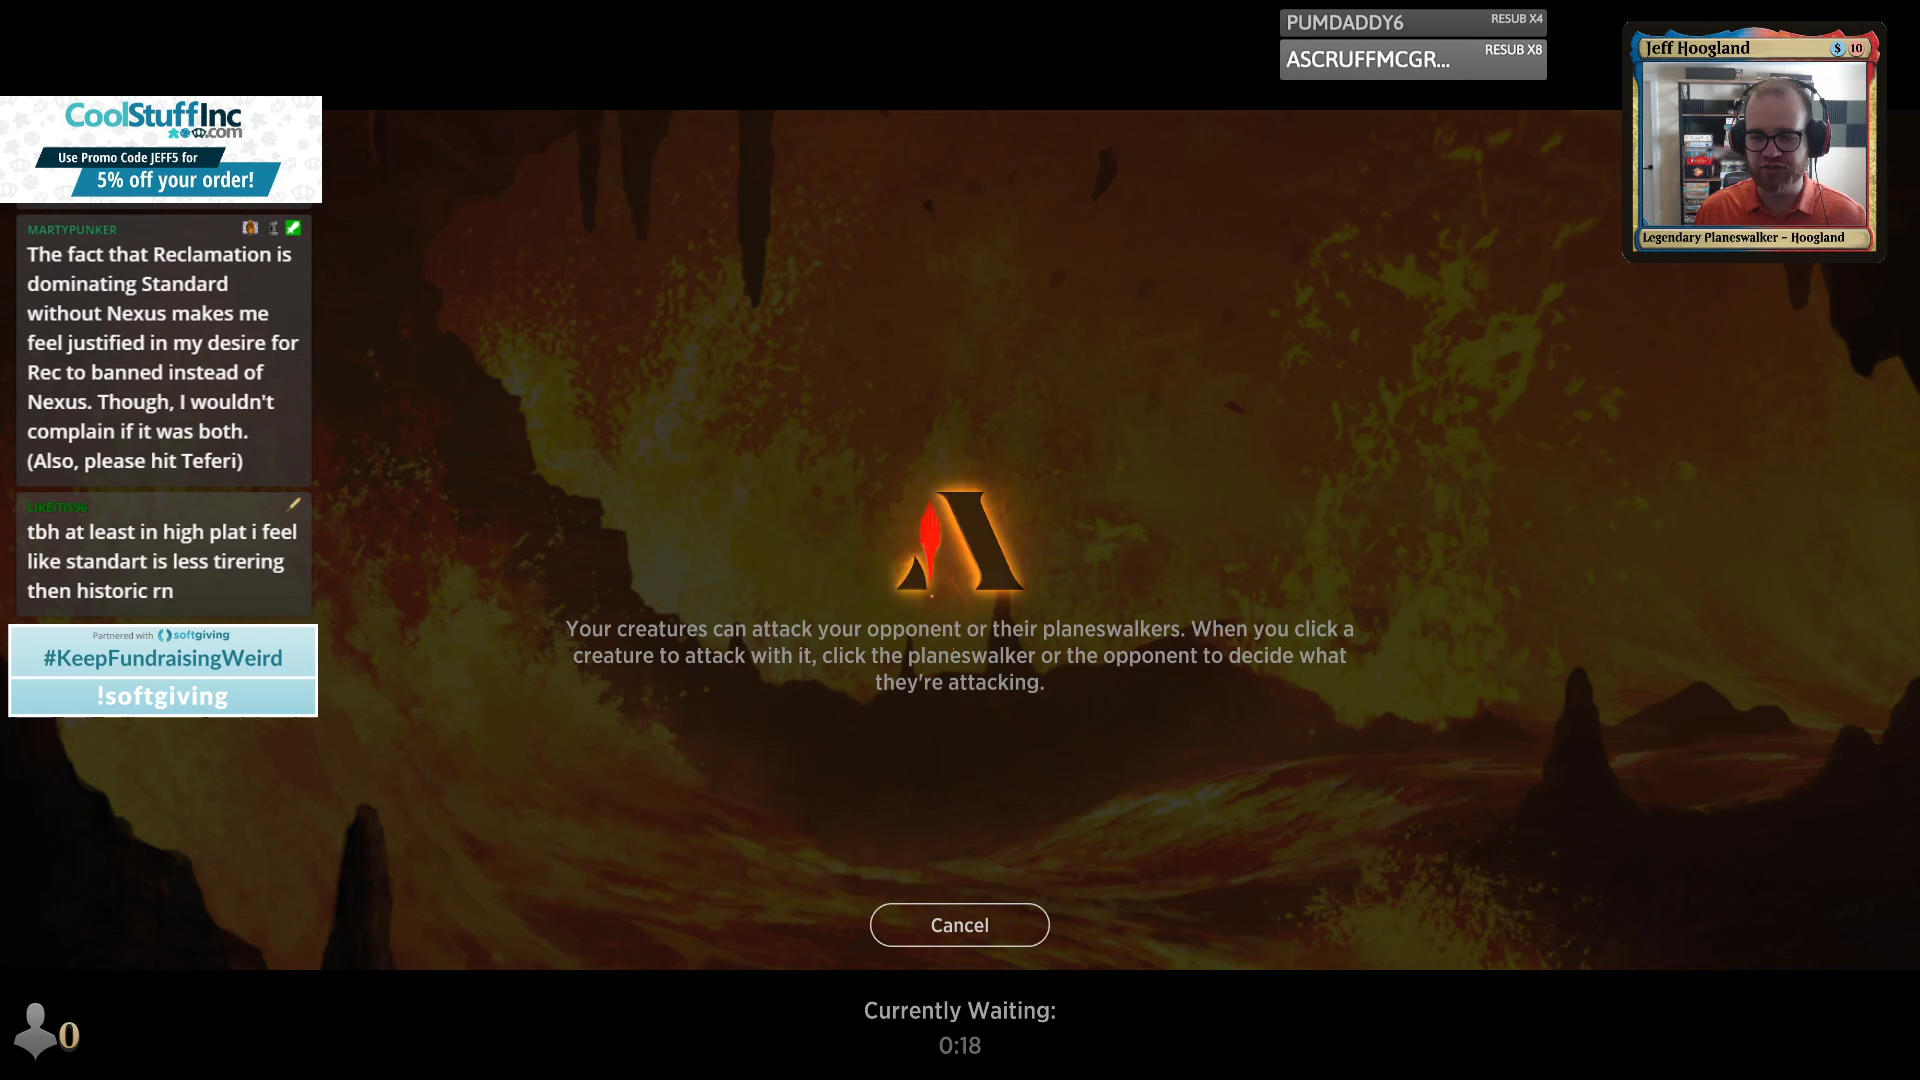 PUMDADDY6 RESUB X4
ASCRUFFMCGR... RESUB X8
Jeff Hoogland $ 10
Legendary Planeswalker - Hoogland
CoolStuffInc
.com
Use Promo Code JEFF5 for
5% off your order!
MARTYPUNKER
The fact that Reclamation is
dominating Standard
without Nexus makes me
feel justified in my desire for
Rec to banned instead of
Nexus. Though, I wouldn't
complain if it was both.
(Also, please hit Teferi)
LIKEITIS96
tbh at least in high plat i feel
like standart is less tirering
then historic rn
Partnered with softgiving
#KeepFundraisingWeird
!softgiving
Your creatures can attack your opponent or their planeswalkers. When you click a
creature to attack with it, click the planeswalker or the opponent to decide what
they're attacking.
Cancel
Currently Waiting:
0:18
0